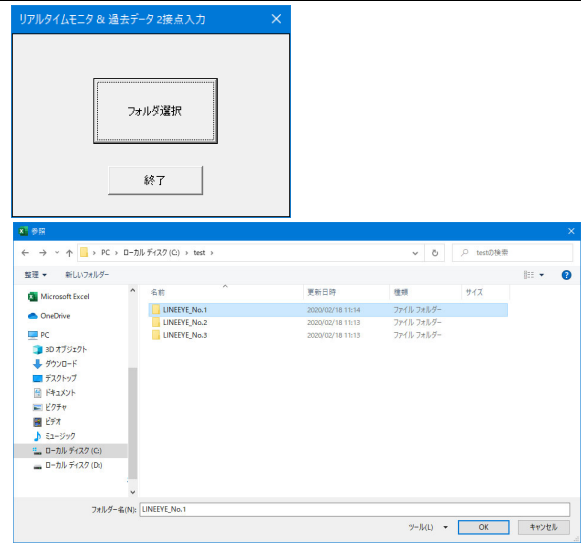 リアルタイムモニタ & 過去データ 2接点入力
フォルダ選択
終了
参照
PC › ローカル ディスク (C:) › test ›
testの検索
整理 新しいフォルダー
名前 更新日時 種類 サイズ
Microsoft Excel
OneDrive
PC
3D オブジェクト
ダウンロード
デスクトップ
ドキュメント
ピクチャ
ビデオ
ミュージック
ローカル ディスク (C:)
ローカル ディスク (D:)
LINEEYE_No.1 2020/02/18 11:14 ファイル フォルダー
LINEEYE_No.2 2020/02/18 11:13 ファイル フォルダー
LINEEYE_No.3 2020/02/18 11:13 ファイル フォルダー
フォルダー名(N): LINEEYE_No.1
ツール(L) OK キャンセル